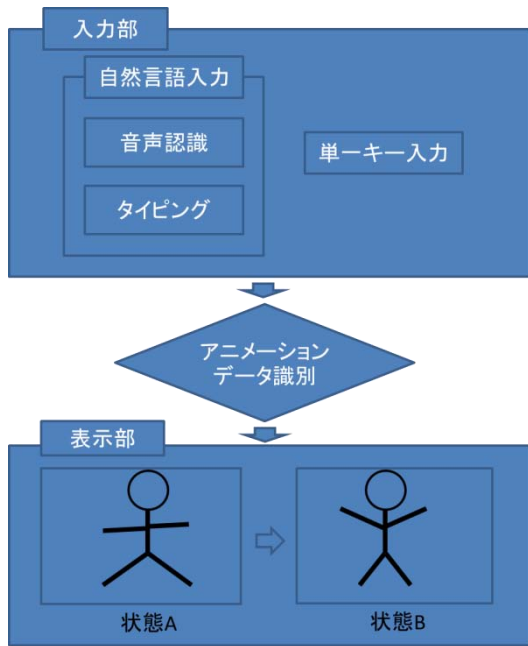 入力部
自然言語入力
音声認識
タイピング
単一キー入力
アニメーション
データ識別
表示部
状態A
状態B